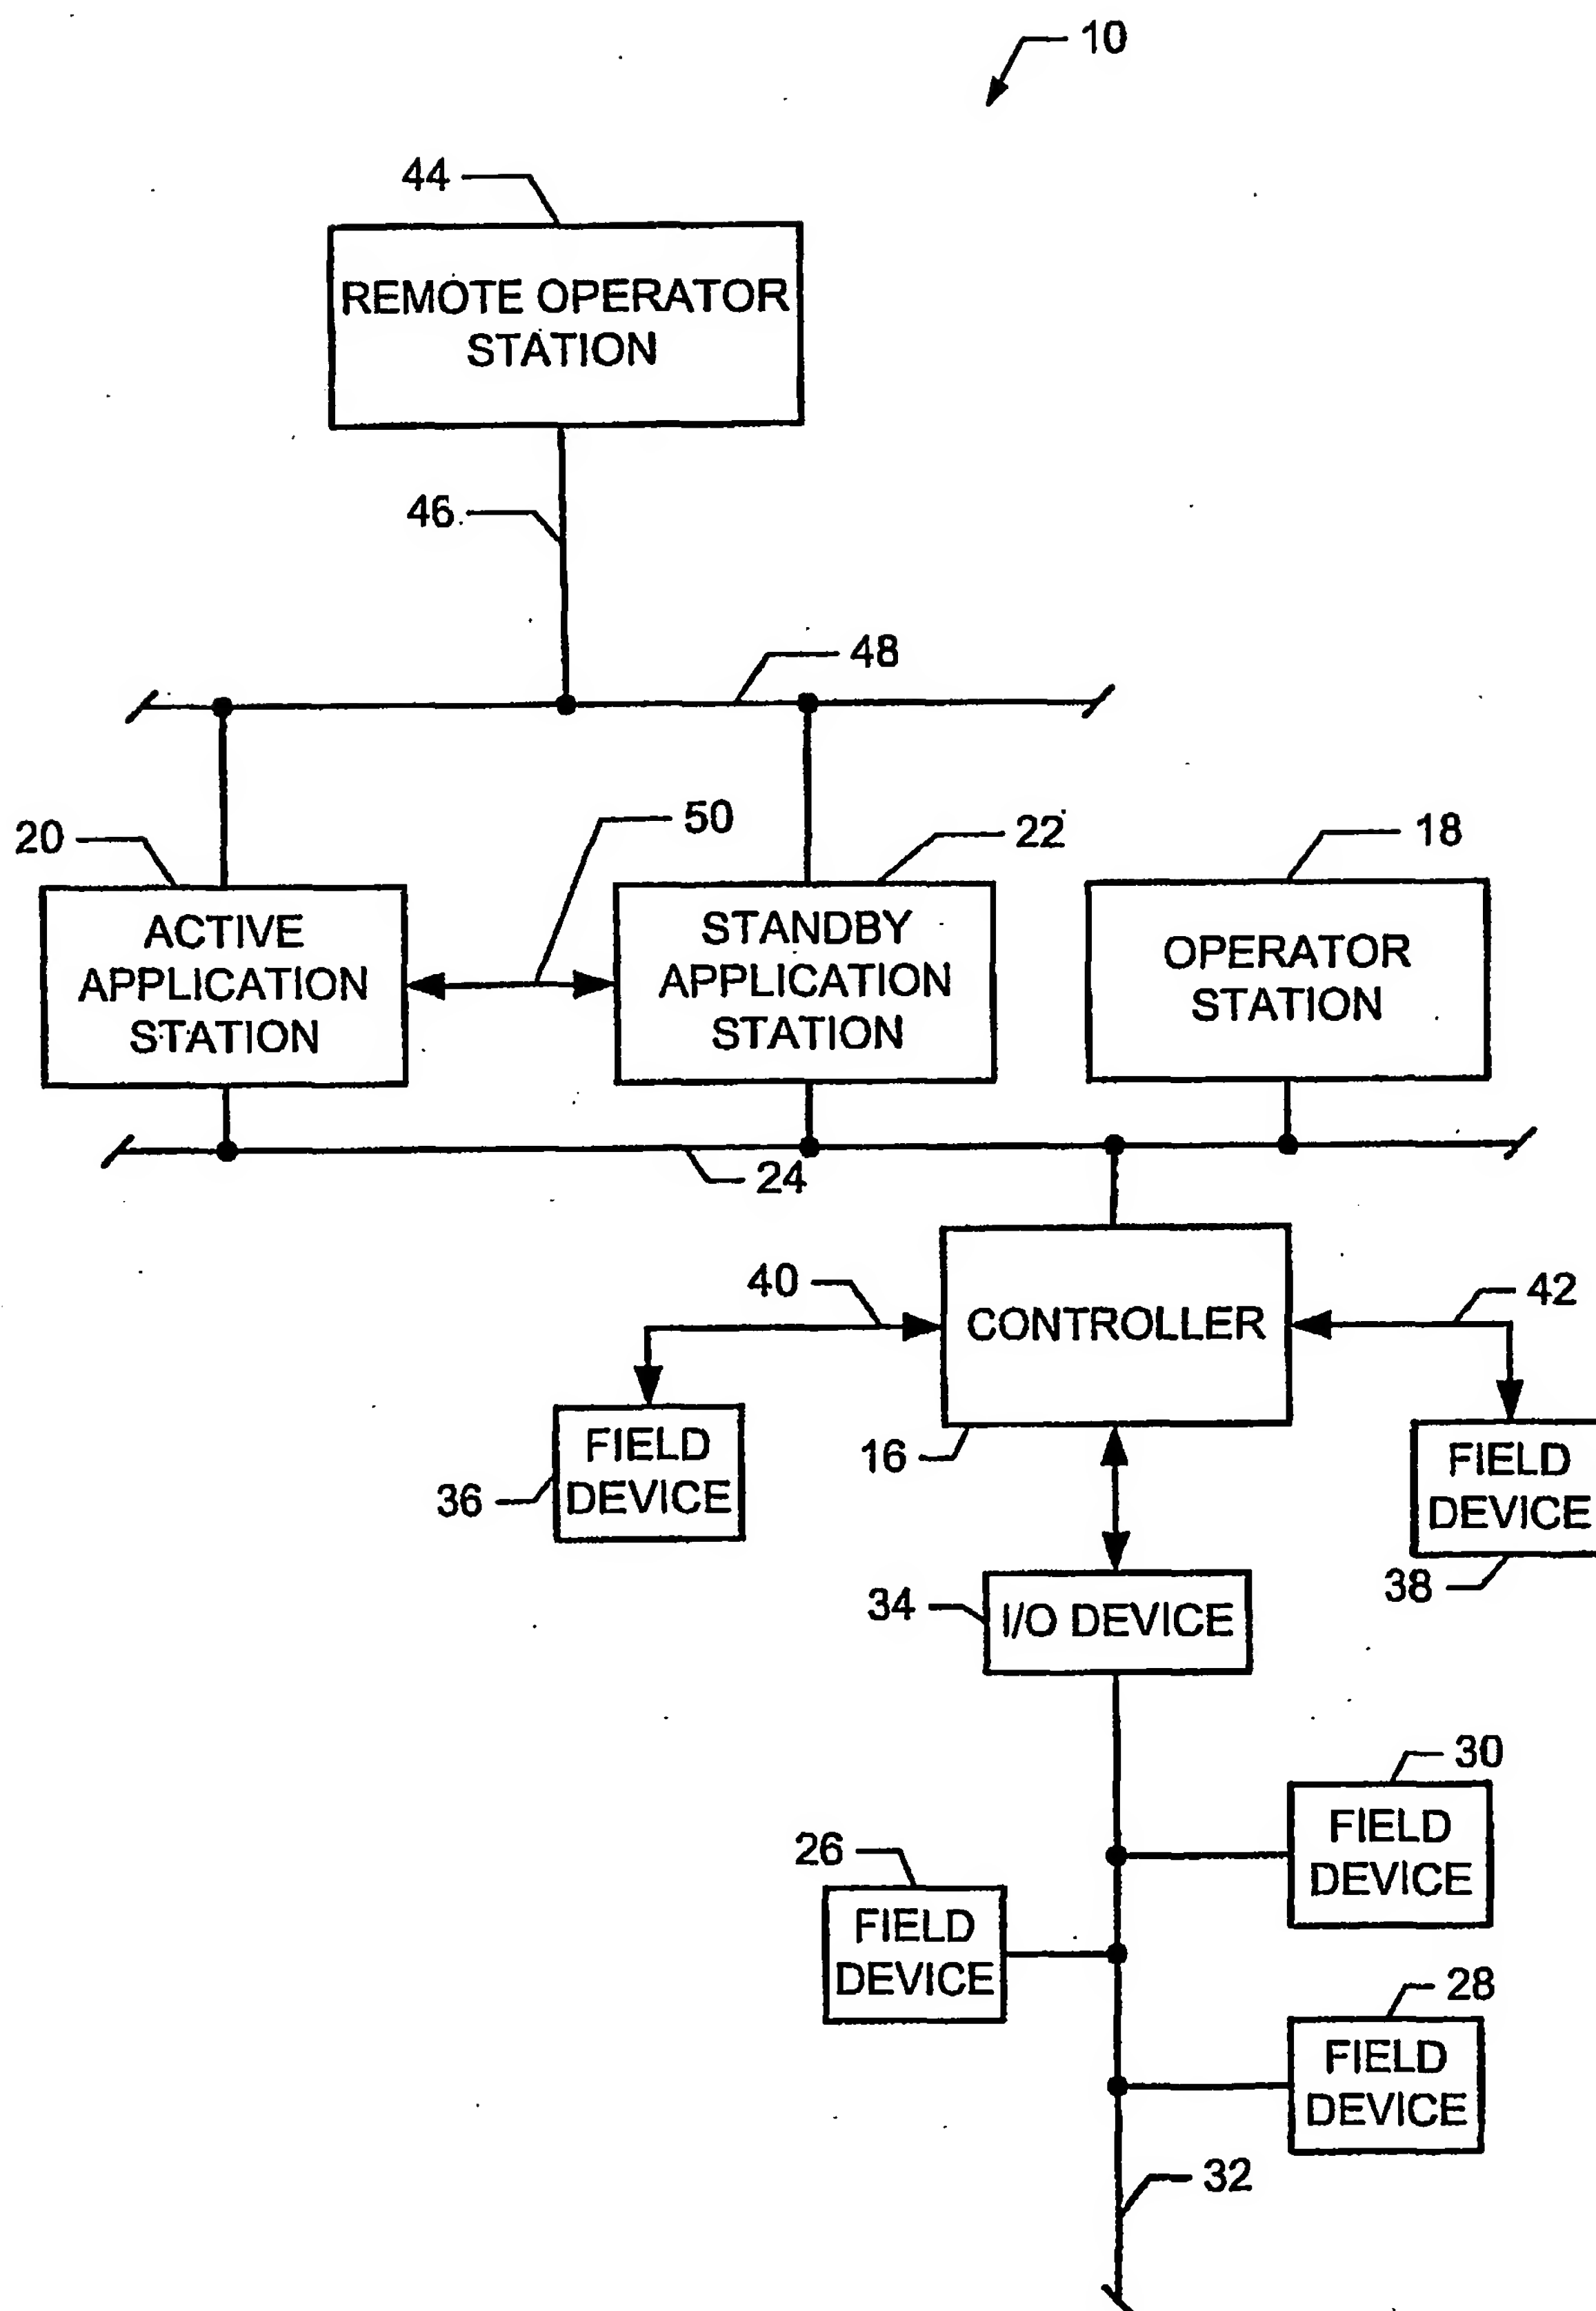 10
44
REMOTE OPERATOR
STATION
46
48
20
50
22
18
ACTIVE
APPLICATION
STATION
STANDBY
APPLICATION
STATION
OPERATOR
STATION
24
40
42
CONTROLLER
16
FIELD
DEVICE
36
FIELD
DEVICE
38
34
I/O DEVICE
30
FIELD
DEVICE
26
FIELD
DEVICE
28
FIELD
DEVICE
32